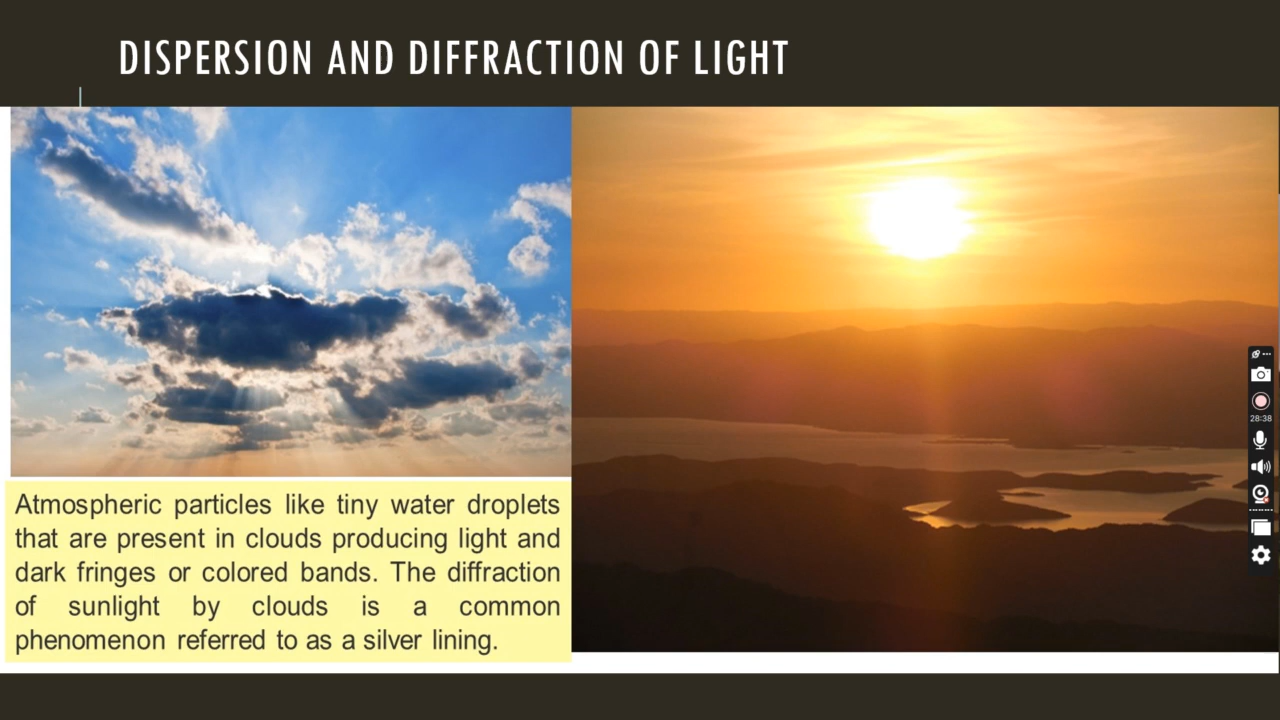 DISPERSION AND DIFFRACTION OF LIGHT
Atmospheric particles like tiny water droplets
that are present in clouds producing light and
dark fringes or colored bands. The diffraction
of sunlight by clouds is a common
phenomenon referred to as a silver lining.
28:38